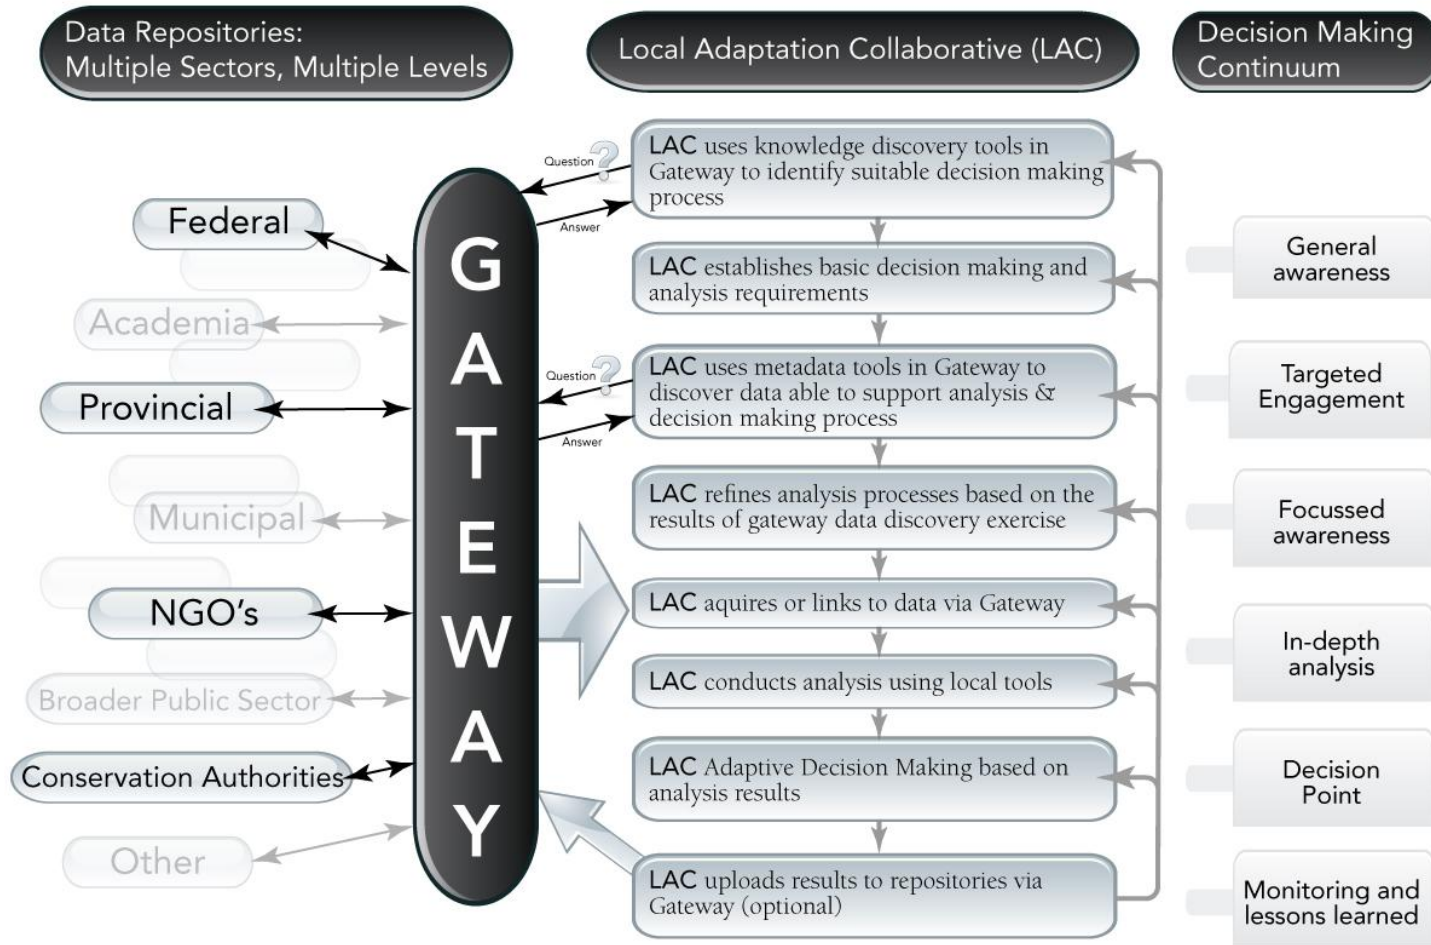 Data Repositories:
Multiple Sectors, Multiple Levels
Local Adaptation Collaborative (LAC)
Decision Making
Continuum
Federal
Academia
Provincial
Municipal
NGO's
Broader Public Sector
Conservation Authorities
Other
G
A
T
E
W
A
Y
Question ?
Answer
Question ?
Answer
LAC uses knowledge discovery tools in
Gateway to identify suitable decision making
process
LAC establishes basic decision making and
analysis requirements
LAC uses metadata tools in Gateway to
discover data able to support analysis &
decision making process
LAC refines analysis processes based on the
results of gateway data discovery exercise
LAC aquires or links to data via Gateway
LAC conducts analysis using local tools
LAC Adaptive Decision Making based on
analysis results
LAC uploads results to repositories via
Gateway (optional)
General
awareness
Targeted
Engagement
Focussed
awareness
In-depth
analysis
Decision
Point
Monitoring and
lessons learned